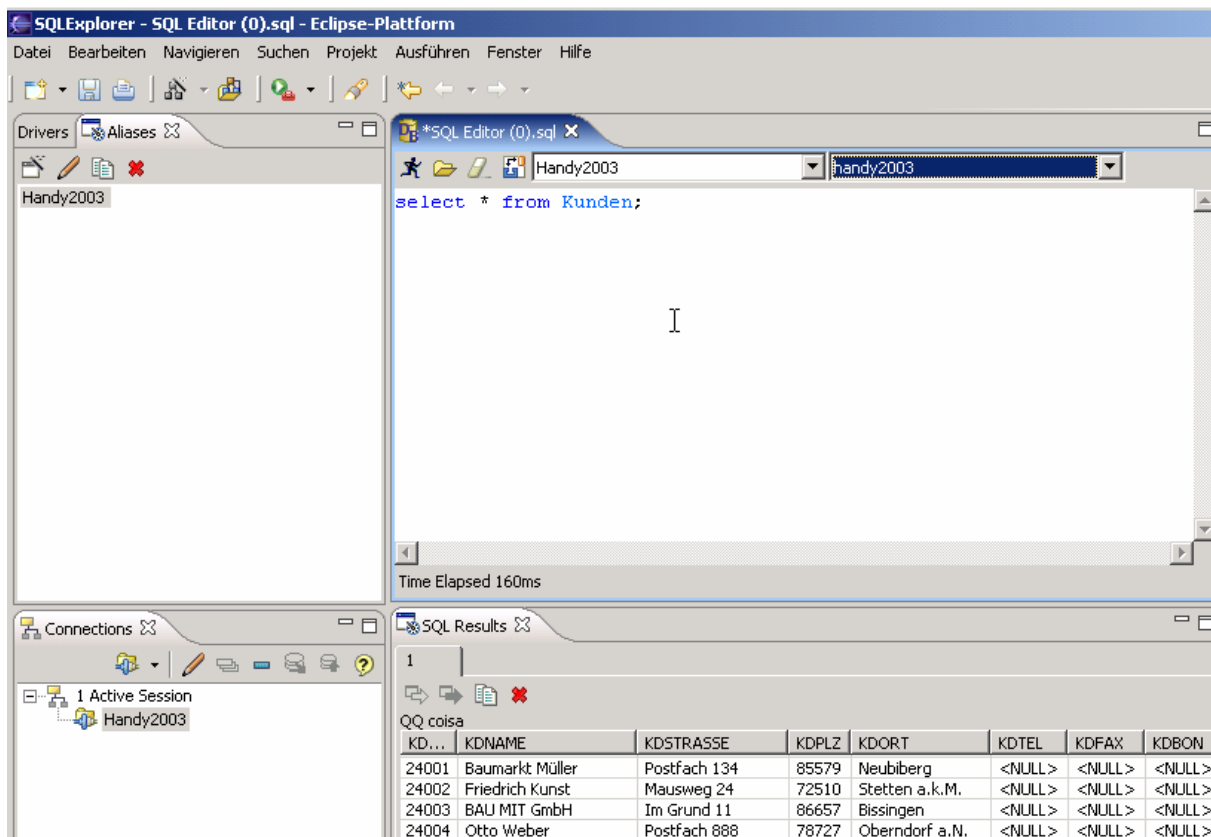 SQLExplorer - SQL Editor (0).sql - Eclipse-Plattform
Datei Bearbeiten Navigieren Suchen Projekt Ausführen Fenster Hilfe
Drivers Aliases
Handy2003
*SQL Editor (0).sql
Handy2003 handy2003
select * from Kunden;
Time Elapsed 160ms
Connections
1 Active Session
Handy2003
SQL Results
1
QQ coisa
KD... KDNAME KDSTRASSE KDPLZ KDORT KDTEL KDFAX KDBON
24001 Baumarkt Müller Postfach 134 85579 Neubiberg <NULL> <NULL> <NULL>
24002 Friedrich Kunst Mausweg 24 72510 Stetten a.k.M. <NULL> <NULL> <NULL>
24003 BAU MIT GmbH Im Grund 11 86657 Bissingen <NULL> <NULL> <NULL>
24004 Otto Weber Postfach 888 78727 Oberndorf a.N. <NULL> <NULL> <NULL>